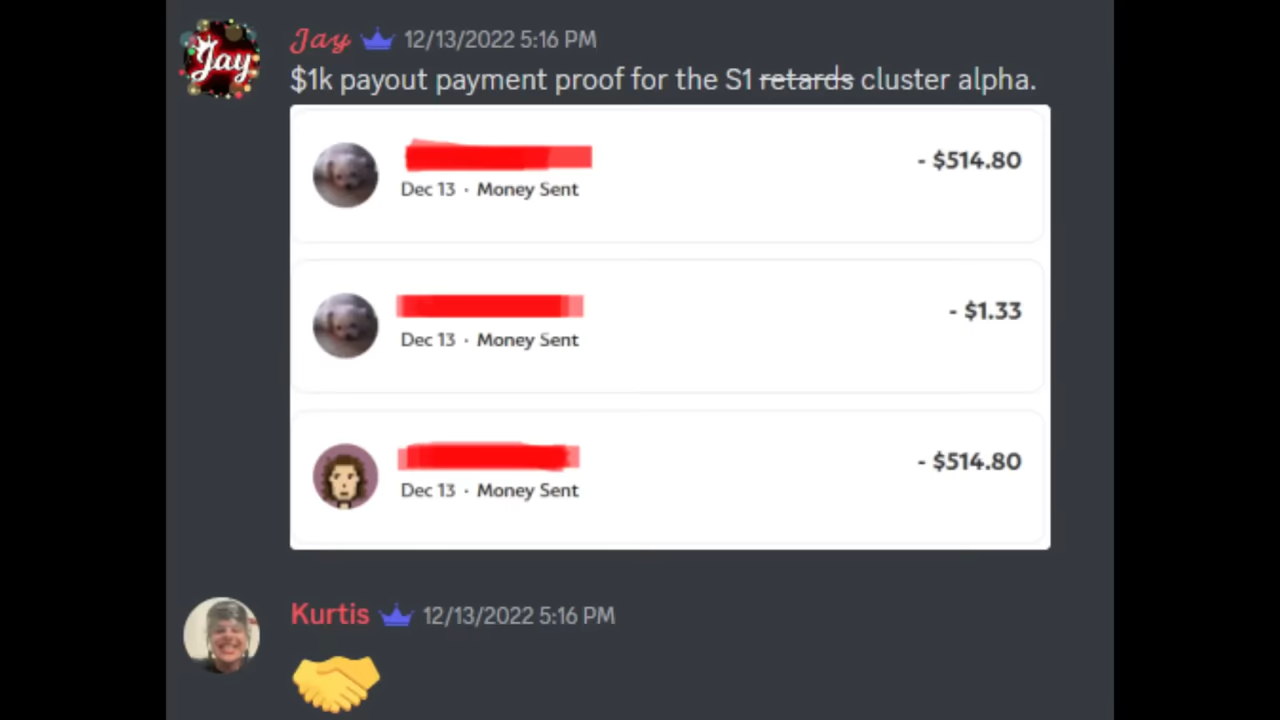 Jay
Jay 12/13/2022 5:16 PM
$1k payout payment proof for the S1 retards cluster alpha.
- $514.80
Dec 13 · Money Sent
- $1.33
Dec 13 · Money Sent
- $514.80
Dec 13 · Money Sent
Kurtis 12/13/2022 5:16 PM